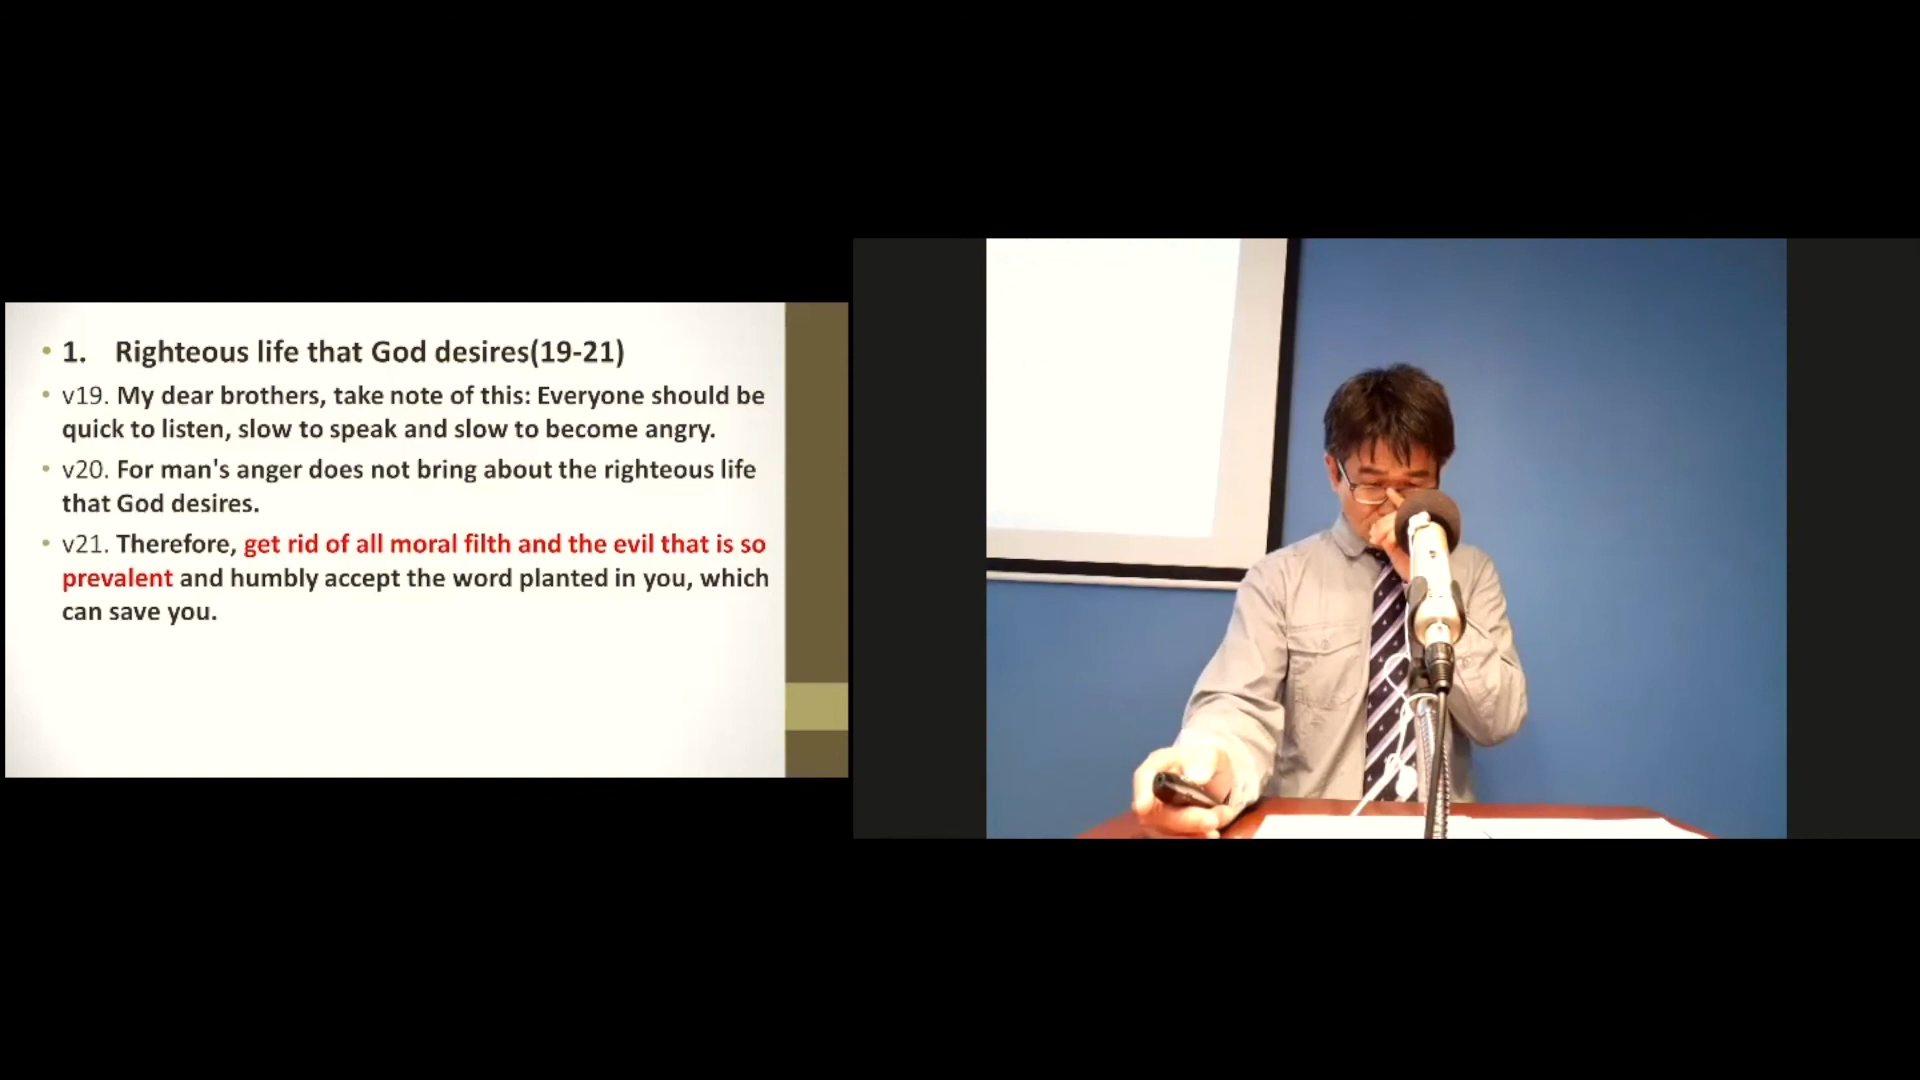 • 1. Righteous life that God desires(19-21)
• v19. My dear brothers, take note of this: Everyone should be
quick to listen, slow to speak and slow to become angry.
• v20. For man's anger does not bring about the righteous life
that God desires.
• v21. Therefore, get rid of all moral filth and the evil that is so
prevalent and humbly accept the word planted in you, which
can save you.